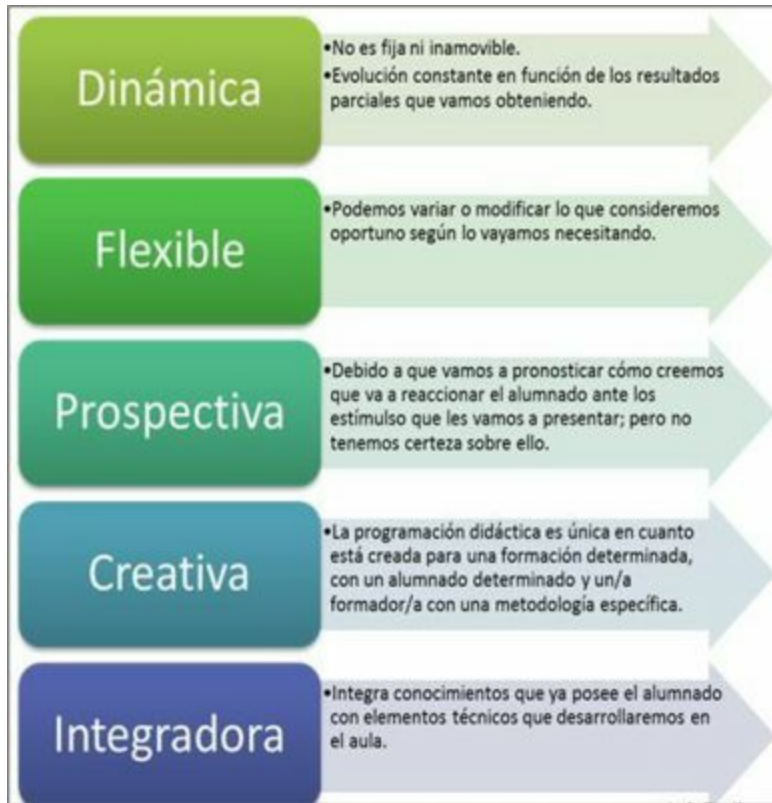 Dinámica
•No es fija ni inamovible.
•Evolución constante en función de los resultados
parciales que vamos obteniendo.
Flexible
•Podemos variar o modificar lo que consideremos
oportuno según lo vayamos necesitando.
Prospectiva
•Debido a que vamos a pronosticar cómo creemos
que va a reaccionar el alumnado ante los
estímulso que les vamos a presentar; pero no
tenemos certeza sobre ello.
Creativa
•La programación didáctica es única en cuanto
está creada para una formación determinada,
con un alumnado determinado y un/a
formador/a con una metodología específica.
Integradora
•Integra conocimientos que ya posee el alumnado
con elementos técnicos que desarrollaremos en
el aula.